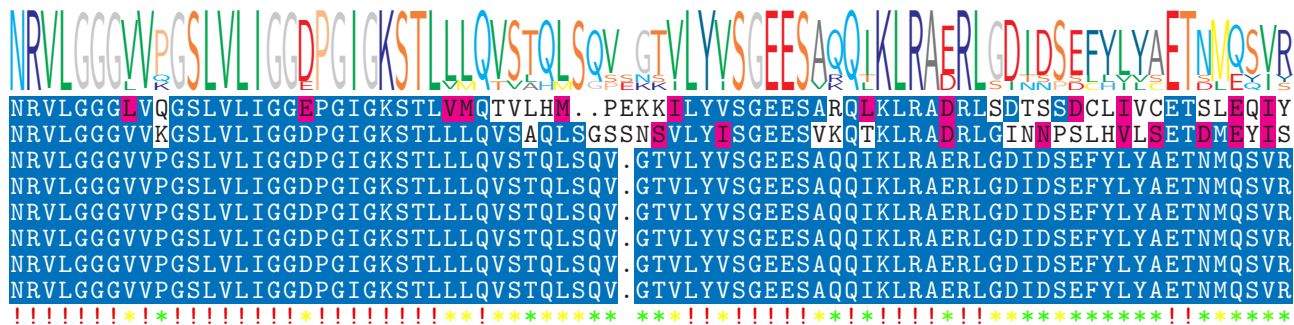 NRVLGGGVVPGSLVLIGGDPGIGKSTLLLQVSTQLSQV GTVLYVSGEESAQQIKLRAERLGDIDSEFYLYAETNMQSVR
NRVLGGGLVQGSLVLIGGEPGIGKSTLVMQTVLHM..PEKKILYVSGEESARQLKLRADRLSDTSSDCLIVCETSLEQIY
NRVLGGGVVKGSLVLIGGDPGIGKSTLLLQVSAQLSGSSNSVLYISGEESVKQTKLRADRLGINNPSLHVLSETDMEYIS
NRVLGGGVVPGSLVLIGGDPGIGKSTLLLQVSTQLSQV.GTVLYVSGEESAQQIKLRAERLGDIDSEFYLYAETNMQSVR
NRVLGGGVVPGSLVLIGGDPGIGKSTLLLQVSTQLSQV.GTVLYVSGEESAQQIKLRAERLGDIDSEFYLYAETNMQSVR
NRVLGGGVVPGSLVLIGGDPGIGKSTLLLQVSTQLSQV.GTVLYVSGEESAQQIKLRAERLGDIDSEFYLYAETNMQSVR
NRVLGGGVVPGSLVLIGGDPGIGKSTLLLQVSTQLSQV.GTVLYVSGEESAQQIKLRAERLGDIDSEFYLYAETNMQSVR
NRVLGGGVVPGSLVLIGGDPGIGKSTLLLQVSTQLSQV.GTVLYVSGEESAQQIKLRAERLGDIDSEFYLYAETNMQSVR
NRVLGGGVVPGSLVLIGGDPGIGKSTLLLQVSTQLSQV.GTVLYVSGEESAQQIKLRAERLGDIDSEFYLYAETNMQSVR
!!!!!!!*!*!!!!!!!!*!!!!!!!!**!******** ***!!*!!!!!**!*!!!!*!!***********!!******